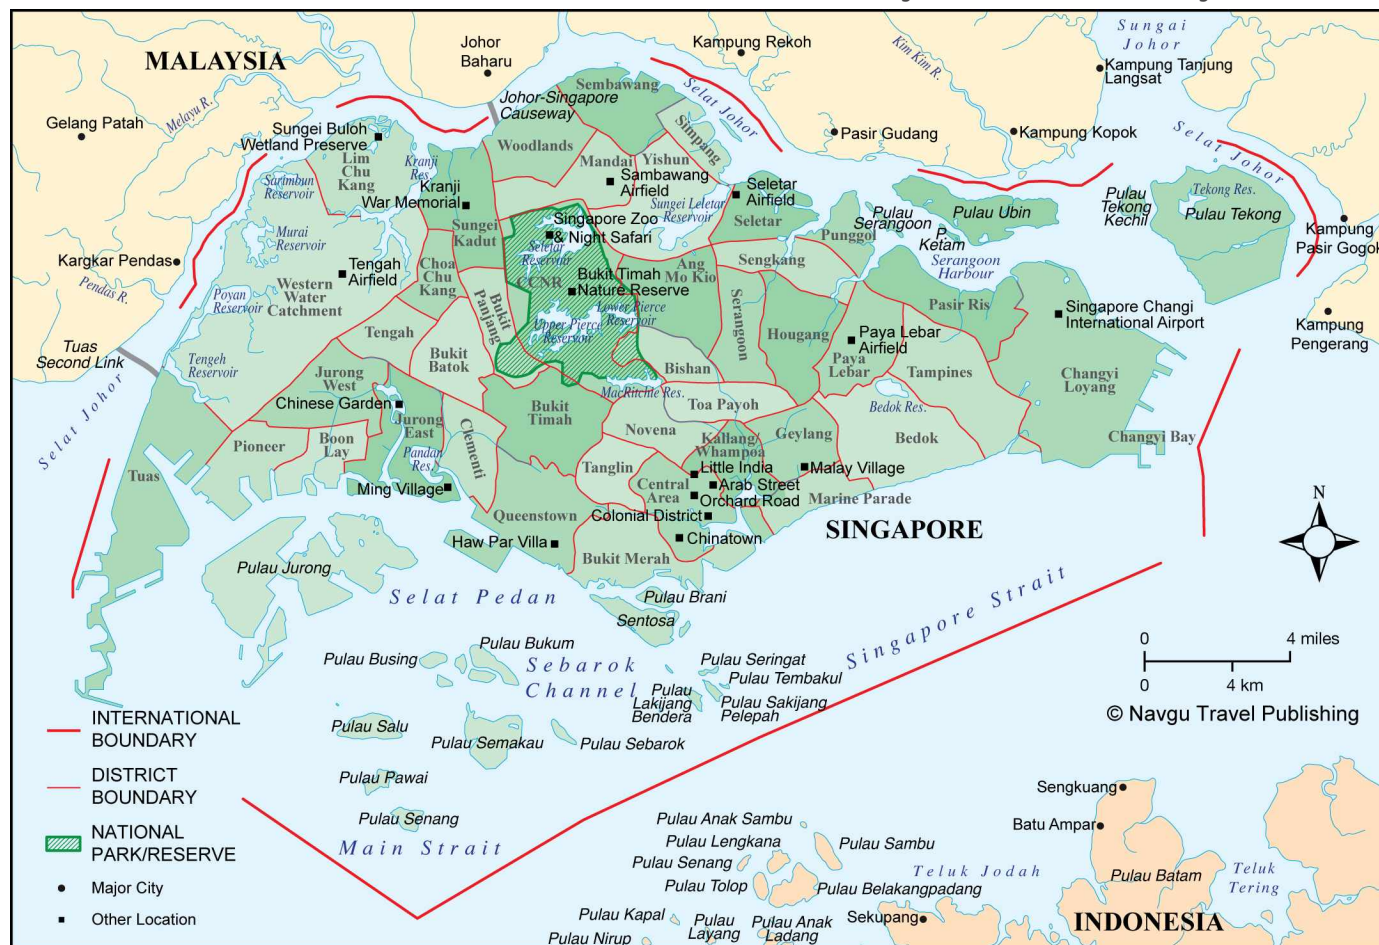 MALAYSIA
Johor
Baharu
Kampung Rekoh
Kim Kim R.
Sungai
Johor
Kampung Tanjung
Langsat
Melayu R.
Gelang Patah
Sungei Buloh
Wetland Preserve
Johor-Singapore
Causeway
Sembawang
Selat Johor
Pasir Gudang
Kampung Kopok
Selat Johor
Lim
Chu
Kang
Kranji
Res.
Woodlands
Mandai
Yishun
Simpang
Sambawang
Airfield
Sarimbun
Reservoir
Kranji
War Memorial
Sungei Leletar
Reservoir
Seletar
Airfield
Seletar
Pulau
Serangoon
Pulau Ubin
P.
Ketam
Pulau
Tekong
Kechil
Tekong Res.
Pulau Tekong
Kampung
Pasir Gogok
Murai
Reservoir
Sungei
Kadut
Singapore Zoo
& Night Safari
Seletar
Reservoir
Punggol
Serangoon
Harbour
Kargkar Pendas
Pendas R.
Tengah
Airfield
Western
Water
Catchment
Poyan
Reservoir
Choa
Chu
Kang
CCNR
Bukit Timah
Nature Reserve
Ang
Mo Kio
Sengkang
Pasir Ris
Singapore Changi
International Airport
Kampung
Pengerang
Bukit
Panjang
Upper Pierce
Reservoir
Lower Pierce
Reservoir
Serangoon
Hougang
Paya Lebar
Airfield
Tuas
Second Link
Tengeh
Reservoir
Tengah
Bukit
Batok
Bishan
Paya
Lebar
Tampines
Changyi
Loyang
Selat Johor
Jurong
West
Chinese Garden
Jurong
East
Bukit
Timah
MacRitchle Res.
Toa Payoh
Bedok Res.
Pioneer
Boon
Lay
Pandan
Res.
Clementi
Novena
Kallang/
Whampoa
Geylang
Bedok
Changyi Bay
Tuas
Ming Village
Tanglin
Central
Area
Little India
Arab Street
Orchard Road
Malay Village
Marine Parade
Queenstown
Colonial District
SINGAPORE
Haw Par Villa
Bukit Merah
Chinatown
N
Pulau Jurong
Selat Pedan
Pulau Brani
Sentosa
Singapore Strait
Pulau Bukum
Pulau Busing
Sebarok
Channel
Pulau Seringat
Pulau Tembakul
Pulau
Lakijang
Bendera
Pulau Sakijang
Pelepah
0 4 miles
0 4 km
© Navgu Travel Publishing
INTERNATIONAL
BOUNDARY
DISTRICT
BOUNDARY
NATIONAL
PARK/RESERVE
Major City
Other Location
Pulau Salu
Pulau Semakau
Pulau Sebarok
Pulau Pawai
Pulau Senang
Main Strait
Sengkuang
Batu Ampar
Pulau Anak Sambu
Pulau Lengkana
Pulau Senang
Pulau Sambu
Pulau Tolop
Teluk Jodah
Pulau Belakangpadang
Pulau Batam
Teluk
Tering
Pulau Kapal
Pulau Nirup
Pulau
Layang
Pulau Anak
Ladang
Sekupang
INDONESIA